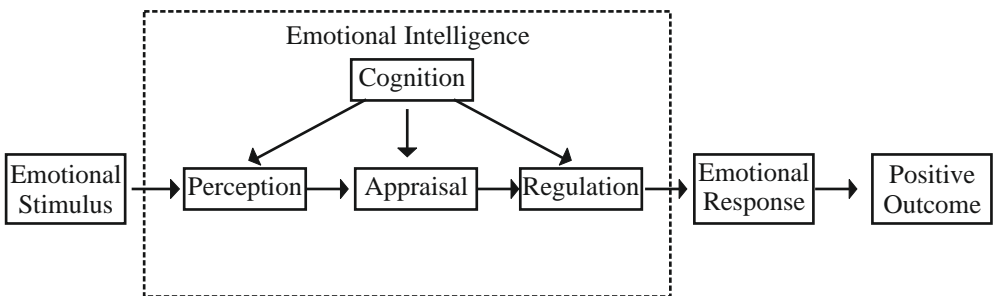 Emotional Intelligence
Cognition
Emotional
Stimulus
Perception
Appraisal
Regulation
Emotional
Response
Positive
Outcome